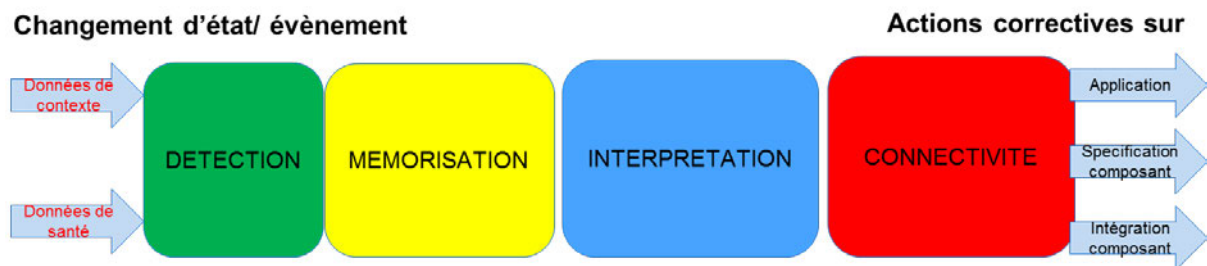 Changement d'état/ évènement
Actions correctives sur
Données de
contexte
Données de
santé
DETECTION
MEMORISATION
INTERPRETATION
CONNECTIVITE
Application
Spécification
composant
Intégration
composant